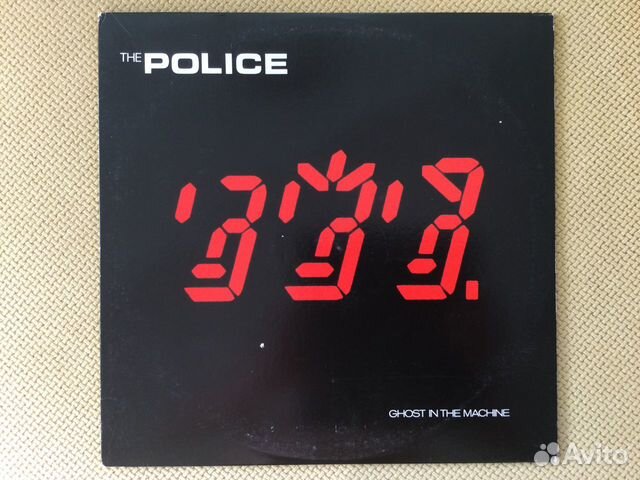 THE POLICE
GHOST IN THE MACHINE
Avito